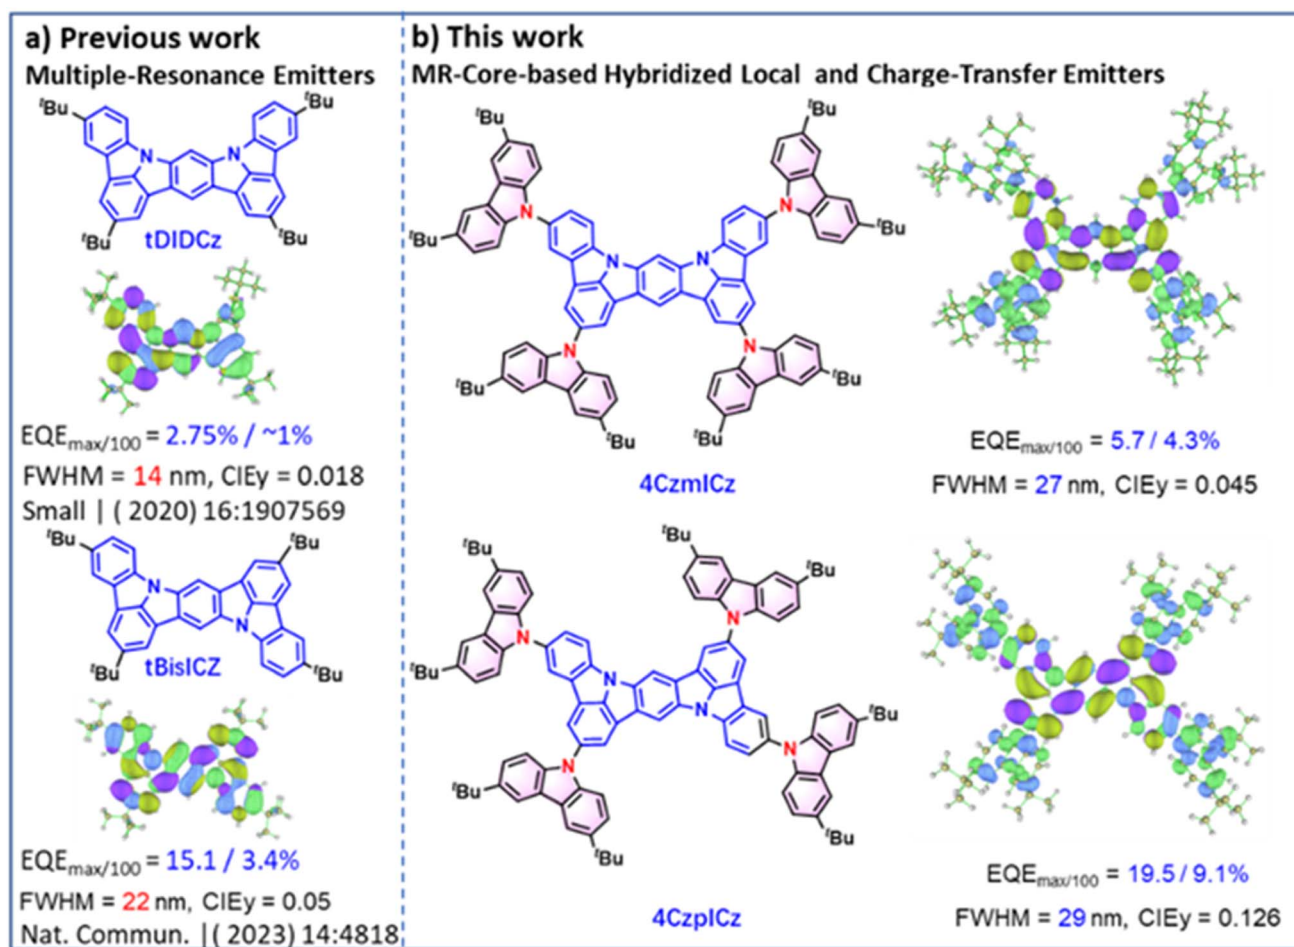 a) Previous work
Multiple-Resonance Emitters
tBu
tBu
N
N
tBu
tBu
tDIDCz
EQEmax/100 = 2.75% / ~1%
FWHM = 14 nm, CIEy = 0.018
Small | ( 2020) 16:1907569
tBu
tBu
N
N
tBu
tBu
tBisICZ
EQEmax/100 = 15.1 / 3.4%
FWHM = 22 nm, CIEy = 0.05
Nat. Commun. |( 2023) 14:4818
b) This work
MR-Core-based Hybridized Local and Charge-Transfer Emitters
tBu
tBu
N
N
tBu
tBu
N
N
N
N
tBu
tBu
tBu
tBu
4CzmICz
EQEmax/100 = 5.7 / 4.3%
FWHM = 27 nm, CIEy = 0.045
tBu
tBu
tBu
N
N
tBu
N
N
tBu
N
N
tBu
tBu
tBu
4CzpICz
EQEmax/100 = 19.5 / 9.1%
FWHM = 29 nm, CIEy = 0.126